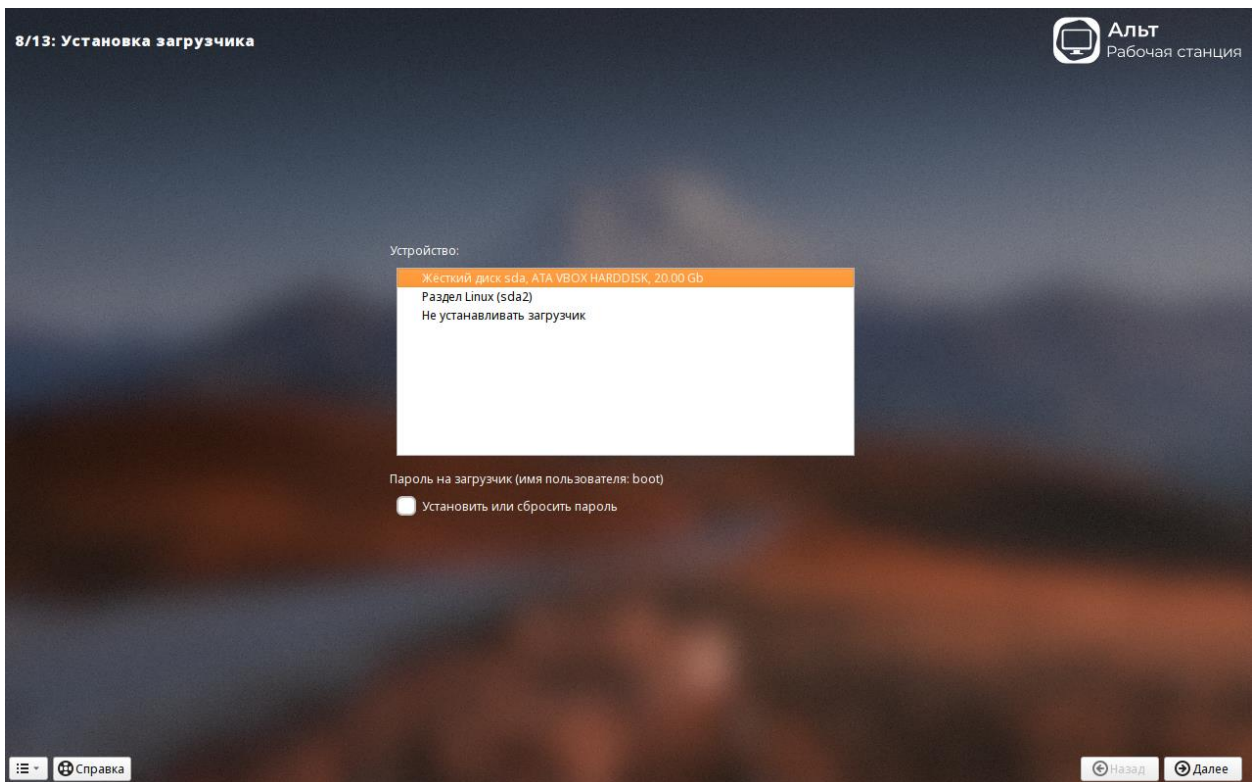 8/13: Установка загрузчика
Альт
Рабочая станция
Устройство:
Жёсткий диск sda, ATA VBOX HARDDISK, 20.00 Gb
Раздел Linux (sda2)
Не устанавливать загрузчик
Пароль на загрузчик (имя пользователя: boot)
Установить или сбросить пароль
Справка
Назад
Далее